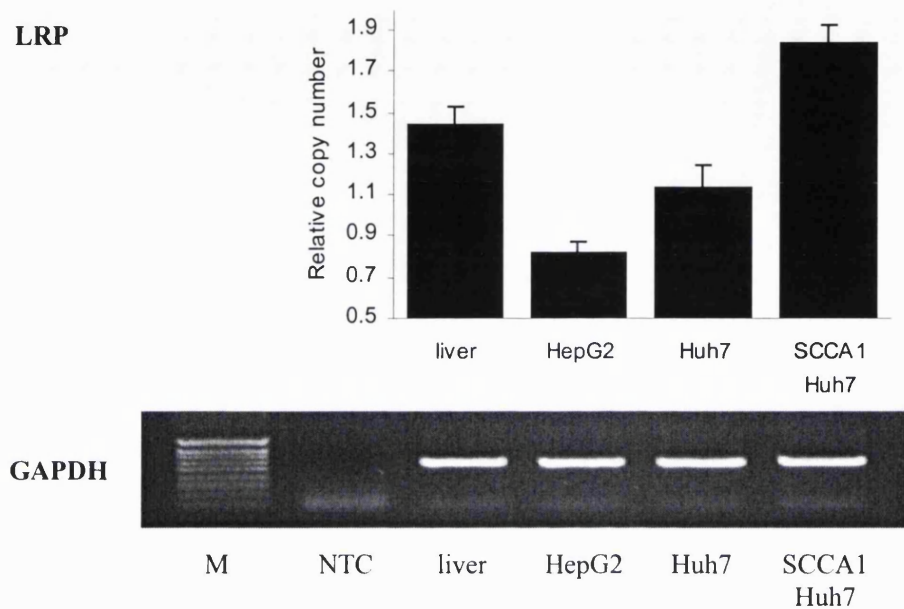 LRP
Relative copy number
1.9
1.7
1.5
1.3
1.1
0.9
0.7
0.5
liver HepG2 Huh7 SCCA1
Huh7
GAPDH
M NTC liver HepG2 Huh7 SCCA1
Huh7